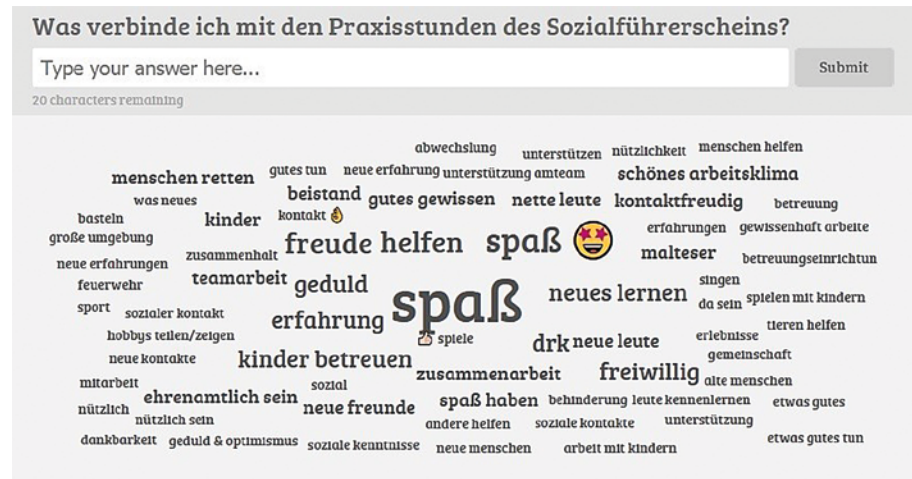 Was verbinde ich mit den Praxisstunden des Sozialführerscheins?
Type your answer here...
Submit
20 characters remaining
abwechslung
unterstützen
nützlichkeit
menschen helfen
menschen retten
gutes tun
neue erfahrung
unterstützung amteam
schönes arbeitsklima
was neues
beistand
gutes gewissen
nette leute
kontaktfreudig
betreuung
basteln
kinder
kontakt 👌
große umgebung
zusammenhalt
freude
helfen
spaß 🤩
erfahrungen
gewissenhaft arbeite
malteser
neue erfahrungen
betreuungseinrichtun
feuerwehr
teamarbeit
geduld
spaß
neues lernen
singen
da sein
spielen mit kindern
sport
sozialer kontakt
erfahrung
tieren helfen
hobbys teilen/zeigen
👍🏻 spiele
drk
neue leute
erlebnisse
gemeinschaft
neue kontakte
kinder betreuen
zusammenarbeit
freiwillig
alte menschen
mitarbeit
sozial
ehrenamtlich sein
neue freunde
spaß haben
behinderung
leute kennenlernen
etwas gutes
nützlich
nützlich sein
andere helfen
soziale kontakte
unterstützung
dankbarkeit
geduld & optimismus
soziale kenntnisse
neue menschen
arbeit mit kindern
etwas gutes tun